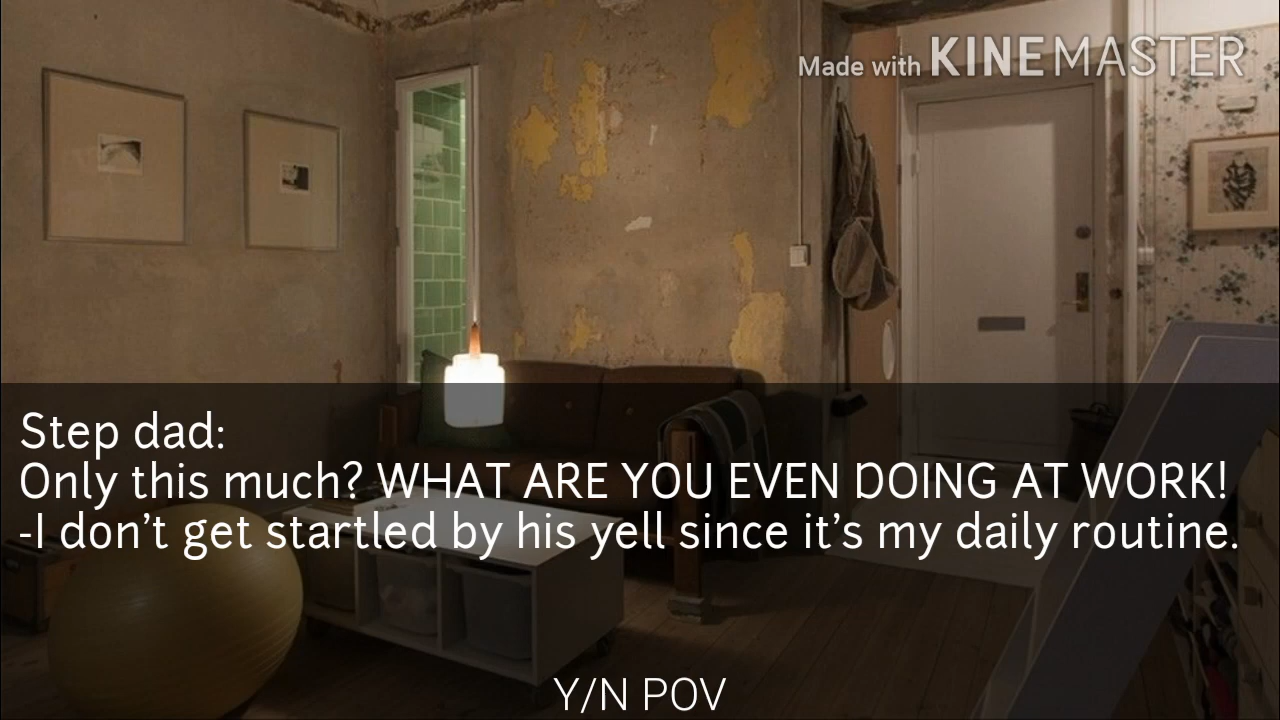 Made with KINEMASTER
Step dad:
Only this much? WHAT ARE YOU EVEN DOING AT WORK!
-I don’t get startled by his yell since it’s my daily routine.
Y/N POV